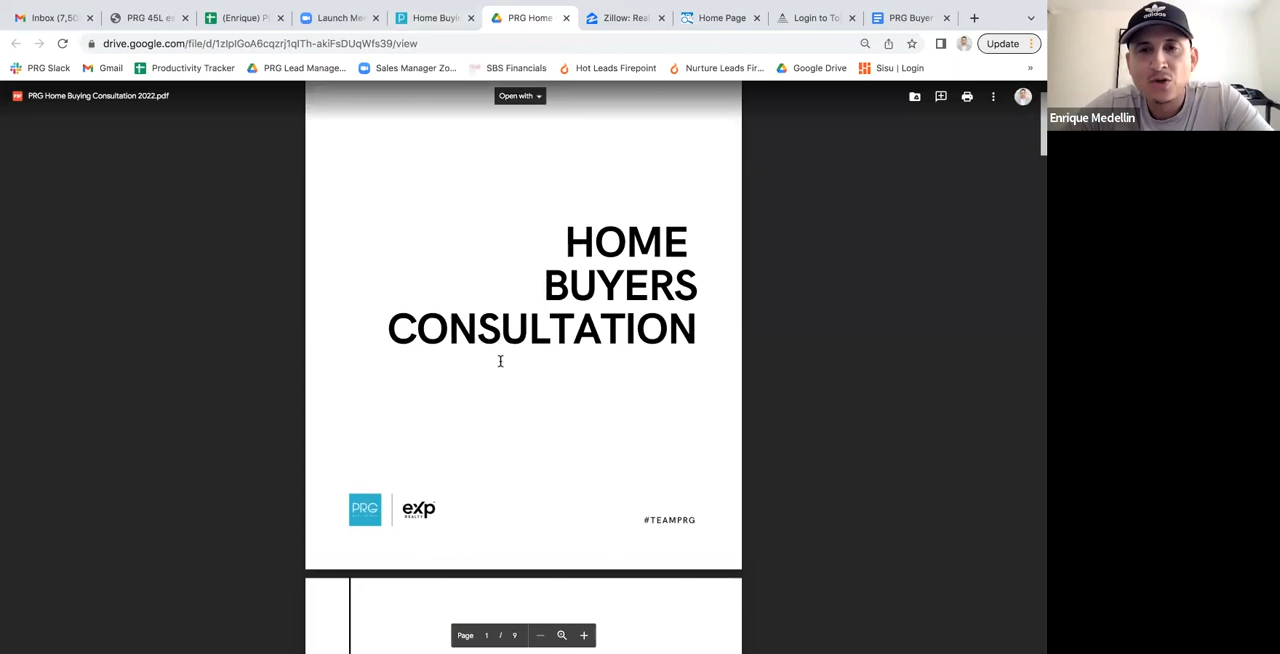 Inbox (7,50
PRG 45L es
(Enrique) P
Launch Me
Home Buyi
PRG Home
Zillow: Real
Home Page
Login to To
PRG Buyer
drive.google.com/file/d/1zIpIGoA6cqzrj1qITh-akiFsDUqWfs39/view
Update
PRG Slack
Gmail
Productivity Tracker
PRG Lead Manage...
Sales Manager Zo...
SBS Financials
Hot Leads Firepoint
Nurture Leads Fir...
Google Drive
Sisu | Login
»
PRG Home Buying Consultation 2022.pdf
Open with
adidas
Enrique Medellin
HOME
BUYERS
CONSULTATION
PRG
exp
REALTY
#TEAMPRG
Page 1 / 9